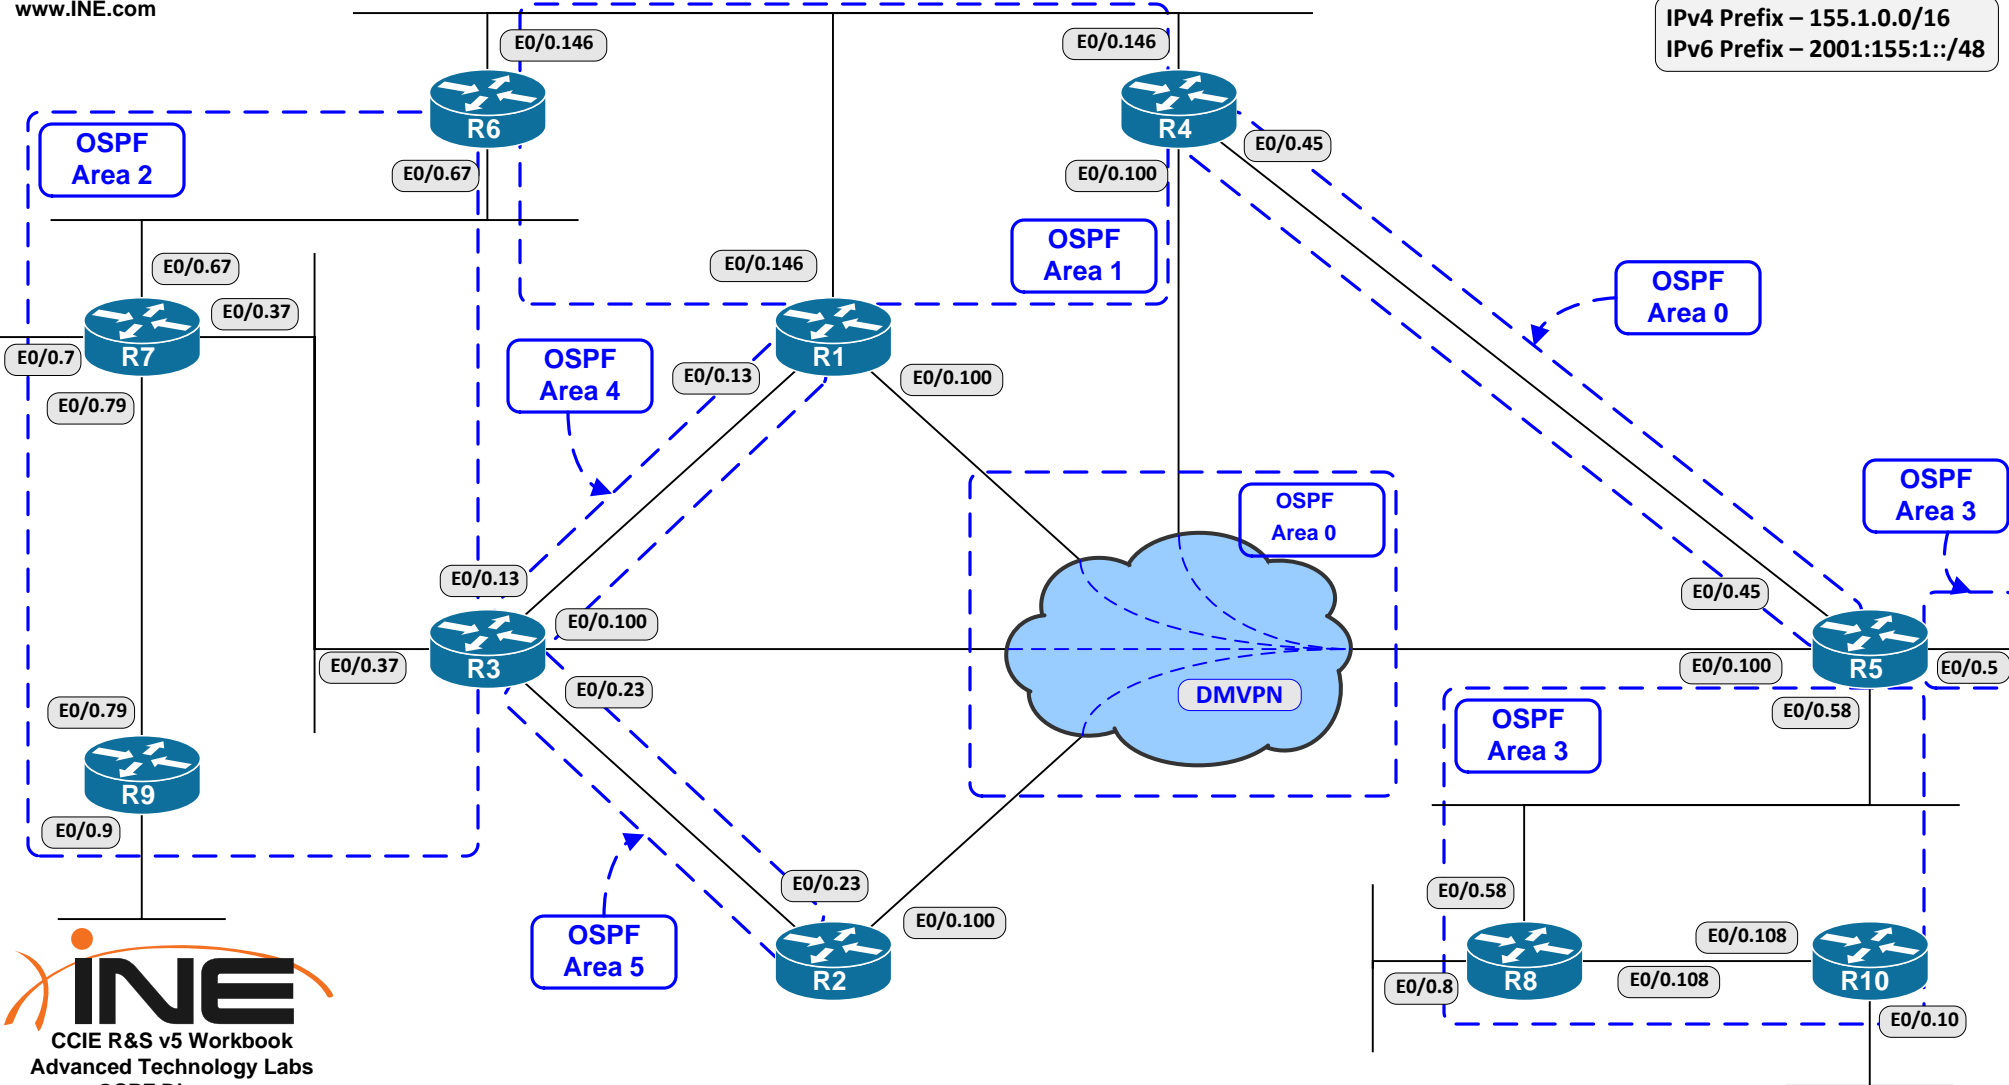 www.INE.com
IPv4 Prefix – 155.1.0.0/16
IPv6 Prefix – 2001:155:1::/48
E0/0.146
E0/0.146
R6
R4
OSPF
Area 2
E0/0.67
E0/0.100
E0/0.45
OSPF
Area 1
E0/0.67
E0/0.146
OSPF
Area 0
E0/0.37
R7
E0/0.7
R1
OSPF
Area 4
E0/0.13
E0/0.100
E0/0.79
OSPF
Area 0
OSPF
Area 3
E0/0.13
E0/0.45
E0/0.100
R3
E0/0.37
E0/0.23
DMVPN
E0/0.100
R5
E0/0.5
E0/0.79
E0/0.58
OSPF
Area 3
R9
E0/0.9
E0/0.23
E0/0.58
E0/0.100
OSPF
Area 5
R2
E0/0.108
R8
E0/0.8
E0/0.108
R10
E0/0.10
INE
CCIE R&S v5 Workbook
Advanced Technology Labs